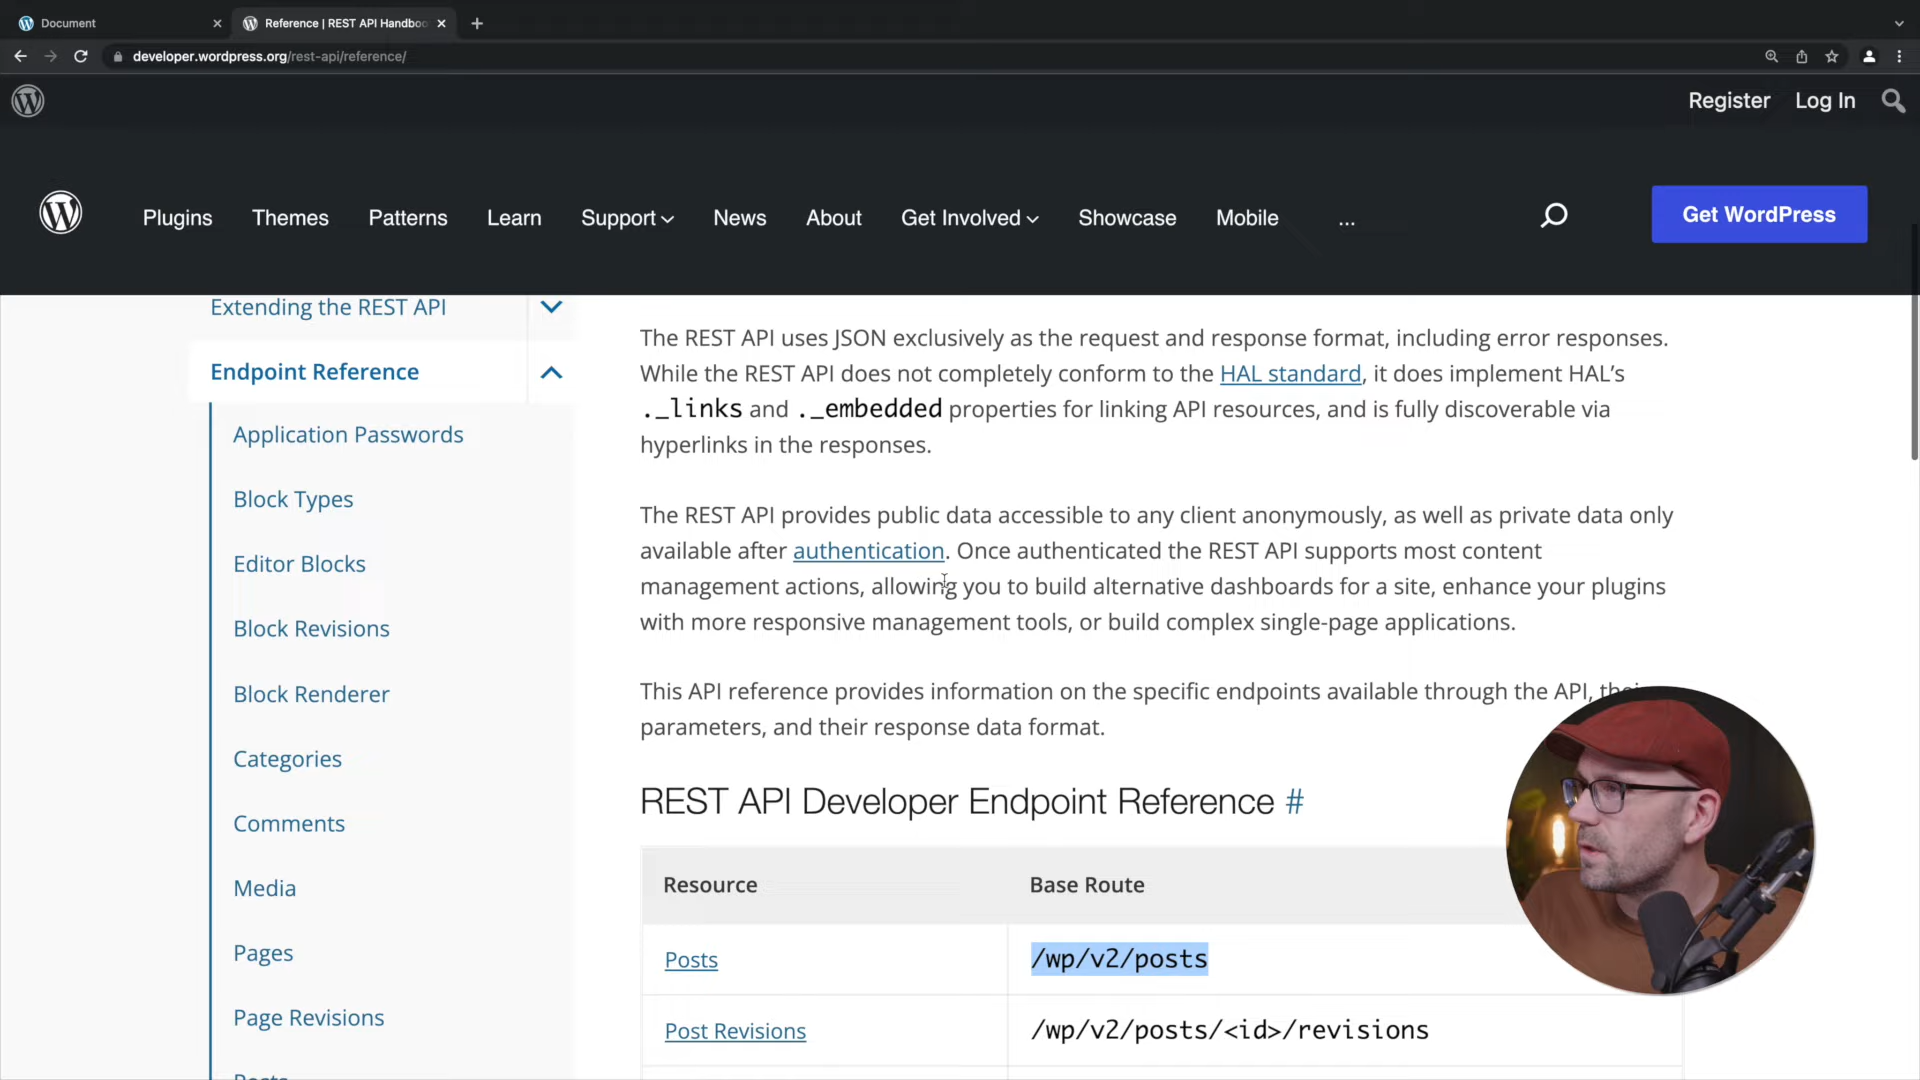 Document
Reference | REST API Handboo
developer.wordpress.org/rest-api/reference/
Register Log In
Plugins Themes Patterns Learn Support News About Get Involved Showcase Mobile ... Get WordPress
Extending the REST API
Endpoint Reference
Application Passwords
Block Types
Editor Blocks
Block Revisions
Block Renderer
Categories
Comments
Media
Pages
Page Revisions
Posts
The REST API uses JSON exclusively as the request and response format, including error responses.
While the REST API does not completely conform to the HAL standard, it does implement HAL’s
._links and ._embedded properties for linking API resources, and is fully discoverable via
hyperlinks in the responses.
The REST API provides public data accessible to any client anonymously, as well as private data only
available after authentication. Once authenticated the REST API supports most content
management actions, allowing you to build alternative dashboards for a site, enhance your plugins
with more responsive management tools, or build complex single-page applications.
This API reference provides information on the specific endpoints available through the API, their
parameters, and their response data format.
REST API Developer Endpoint Reference #
Resource Base Route
Posts /wp/v2/posts
Post Revisions /wp/v2/posts/<id>/revisions